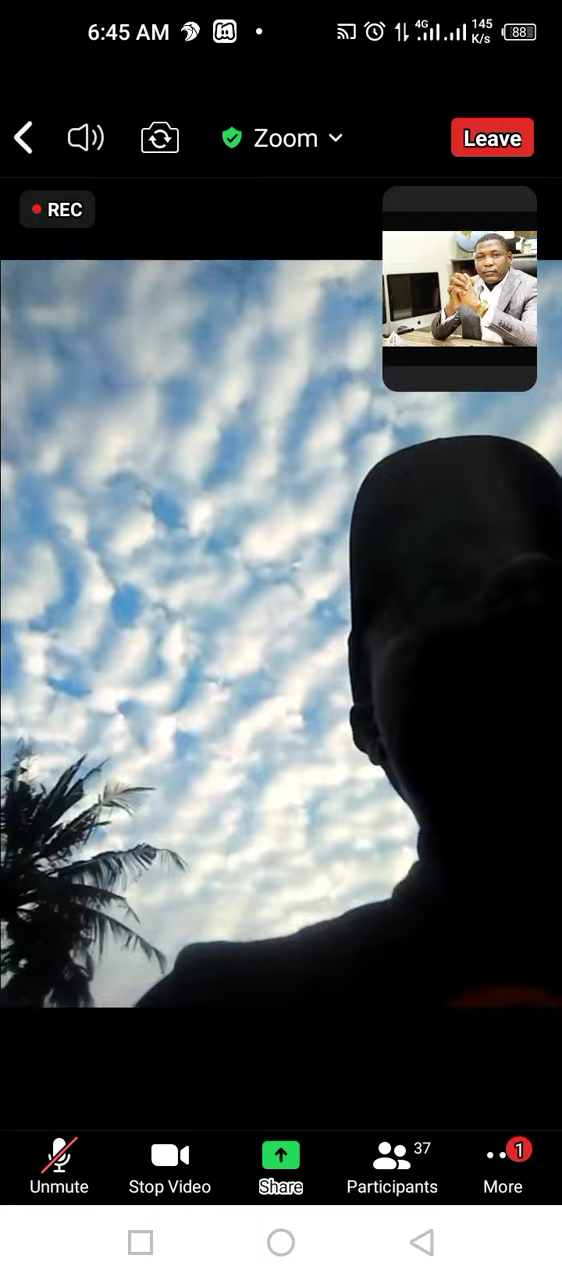 6:45 AM 4G 145 K/s 88
Zoom Leave
REC
37 1
Unmute Stop Video Share Participants More